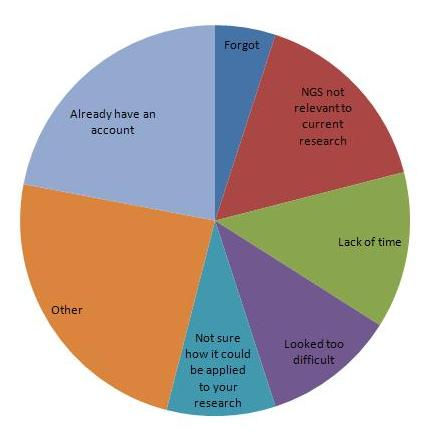 Forgot
NGS not
relevant to
current
research
Lack of time
Looked too
difficult
Not sure
how it could
be applied
to your
research
Other
Already have an
account